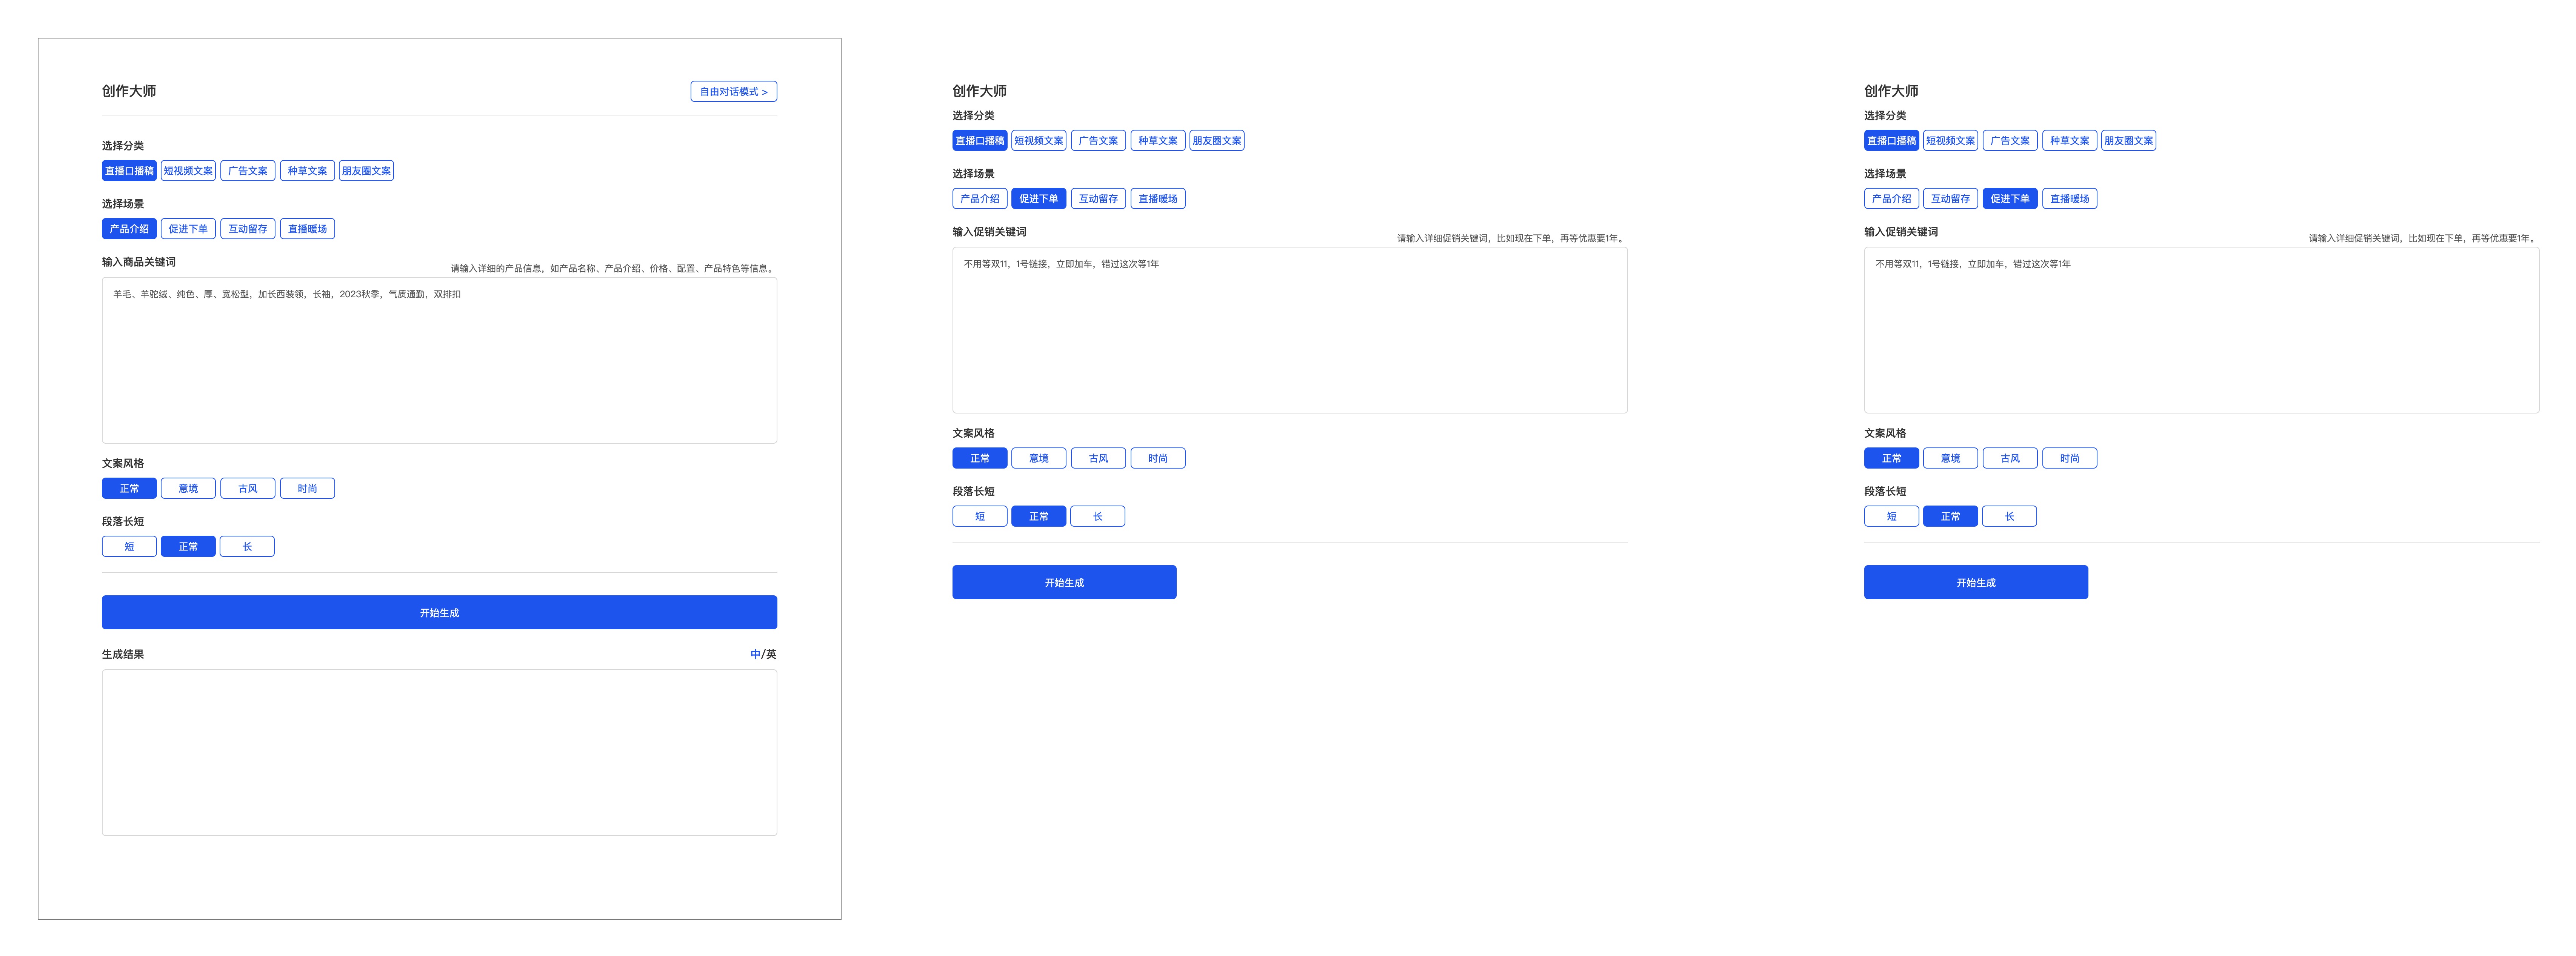 创作大师
自由对话模式 >
选择分类
直播口播稿 短视频文案 广告文案 种草文案 朋友圈文案
选择场景
产品介绍 促进下单 互动留存 直播暖场
输入商品关键词
请输入详细的产品信息，如产品名称、产品介绍、价格、配置、产品特色等信息。
羊毛、羊驼绒、纯色、厚、宽松型，加长西装领，长袖，2023秋季，气质通勤，双排扣
文案风格
正常 意境 古风 时尚
段落长短
短 正常 长
开始生成
生成结果
中/英
创作大师
选择分类
直播口播稿 短视频文案 广告文案 种草文案 朋友圈文案
选择场景
产品介绍 促进下单 互动留存 直播暖场
输入促销关键词
请输入详细促销关键词，比如现在下单，再等优惠要1年。
不用等双11，1号链接，立即加车，错过这次等1年
文案风格
正常 意境 古风 时尚
段落长短
短 正常 长
开始生成
创作大师
选择分类
直播口播稿 短视频文案 广告文案 种草文案 朋友圈文案
选择场景
产品介绍 互动留存 促进下单 直播暖场
输入促销关键词
请输入详细促销关键词，比如现在下单，再等优惠要1年。
不用等双11，1号链接，立即加车，错过这次等1年
文案风格
正常 意境 古风 时尚
段落长短
短 正常 长
开始生成